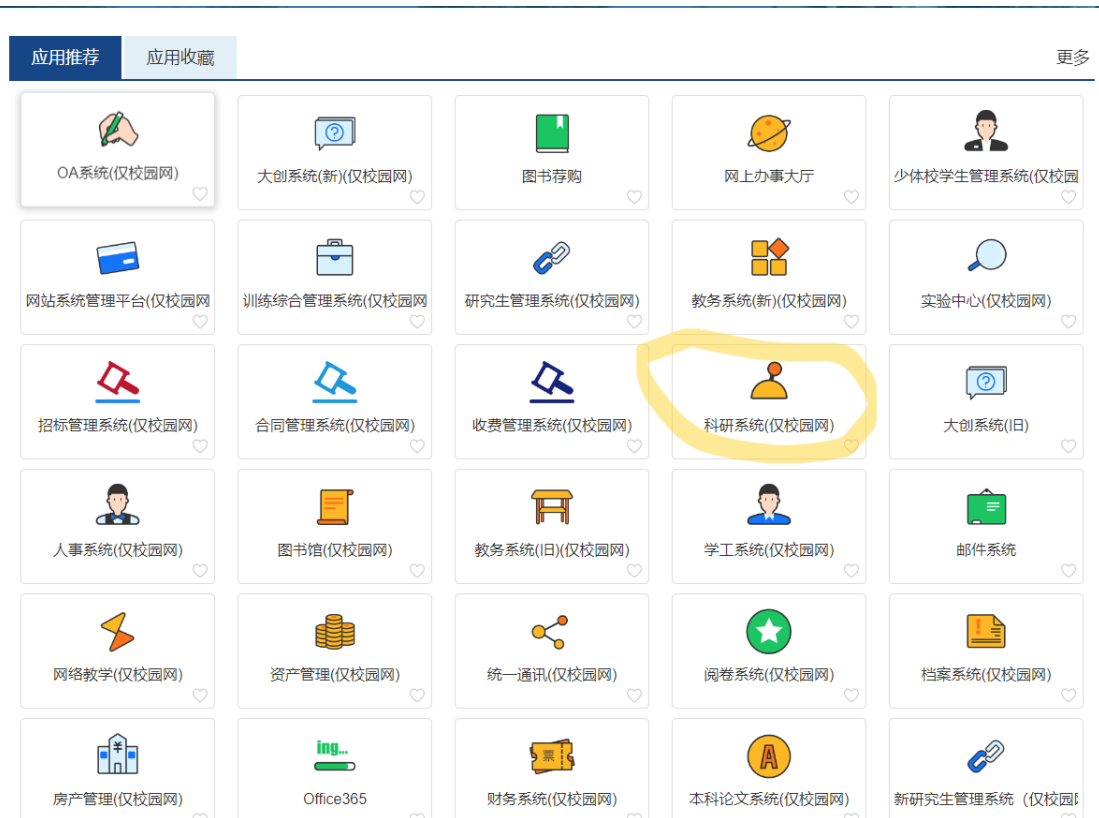 应用推荐 应用收藏 更多
OA系统(仅校园网) 大创系统(新)(仅校园网) 图书荐购 网上办事大厅 少体校学生管理系统(仅校园
网站系统管理平台(仅校园网 训练综合管理系统(仅校园网 研究生管理系统(仅校园网) 教务系统(新)(仅校园网) 实验中心(仅校园网)
招标管理系统(仅校园网) 合同管理系统(仅校园网) 收费管理系统(仅校园网) 科研系统(仅校园网) 大创系统(旧)
人事系统(仅校园网) 图书馆(仅校园网) 教务系统(旧)(仅校园网) 学工系统(仅校园网) 邮件系统
网络教学(仅校园网) 资产管理(仅校园网) 统一通讯(仅校园网) 阅卷系统(仅校园网) 档案系统(仅校园网)
¥ ing... 票 A
房产管理(仅校园网) Office365 财务系统(仅校园网) 本科论文系统(仅校园网) 新研究生管理系统（仅校园